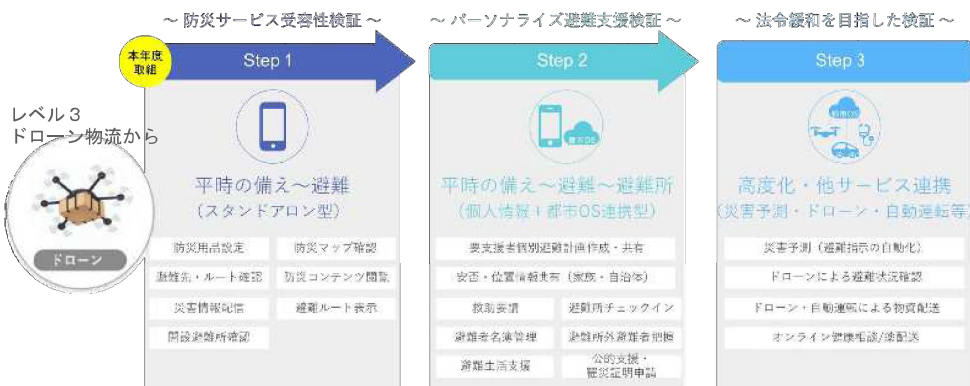 ～ 防災サービス受容性検証 ～
～ パーソナライズ避難支援検証 ～
～ 法令緩和を目指した検証 ～
本年度
取組
Step 1
Step 2
Step 3
レベル３
ドローン物流から
ドローン
都市OS
都市OS
平時の備え～避難
(スタンドアロン型)
平時の備え～避難～避難所
(個人情報＋都市OS連携型)
高度化・他サービス連携
(災害予測・ドローン・自動運転等)
防災用品設定
防災マップ確認
避難先・ルート確認
防災コンテンツ閲覧
災害情報配信
避難ルート表示
開設避難所確認
要支援者個別避難計画作成・共有
安否・位置情報共有（家族・自治体）
救助要請
避難所チェックイン
避難者名簿管理
避難所外避難者把握
避難生活支援
公的支援・
罹災証明申請
災害予測（避難指示の自動化）
ドローンによる避難状況確認
ドローン・自動運転による物資配送
オンライン健康相談/薬配送